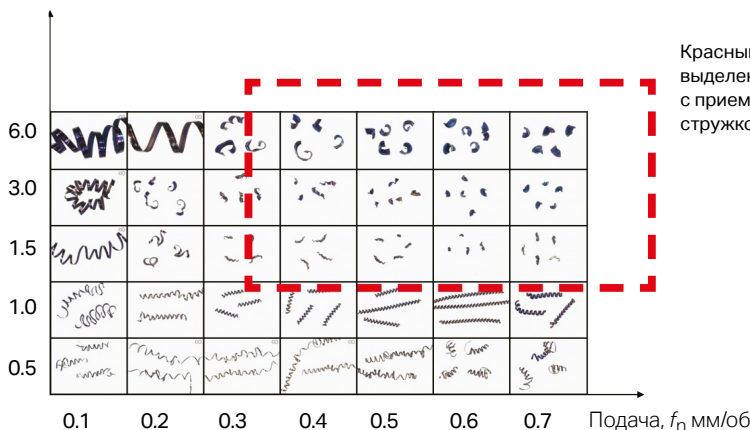 Красным
выделен
с прием
стружко
6.0
3.0
1.5
1.0
0.5
0.1 0.2 0.3 0.4 0.5 0.6 0.7 Подача, fn мм/об